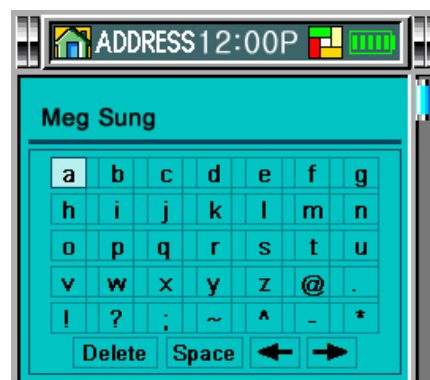 ADDRESS 12:00P
Meg Sung
a b c d e f g
h i j k l m n
o p q r s t u
v w x y z @ .
! ? ; ~ ^ - *
Delete Space